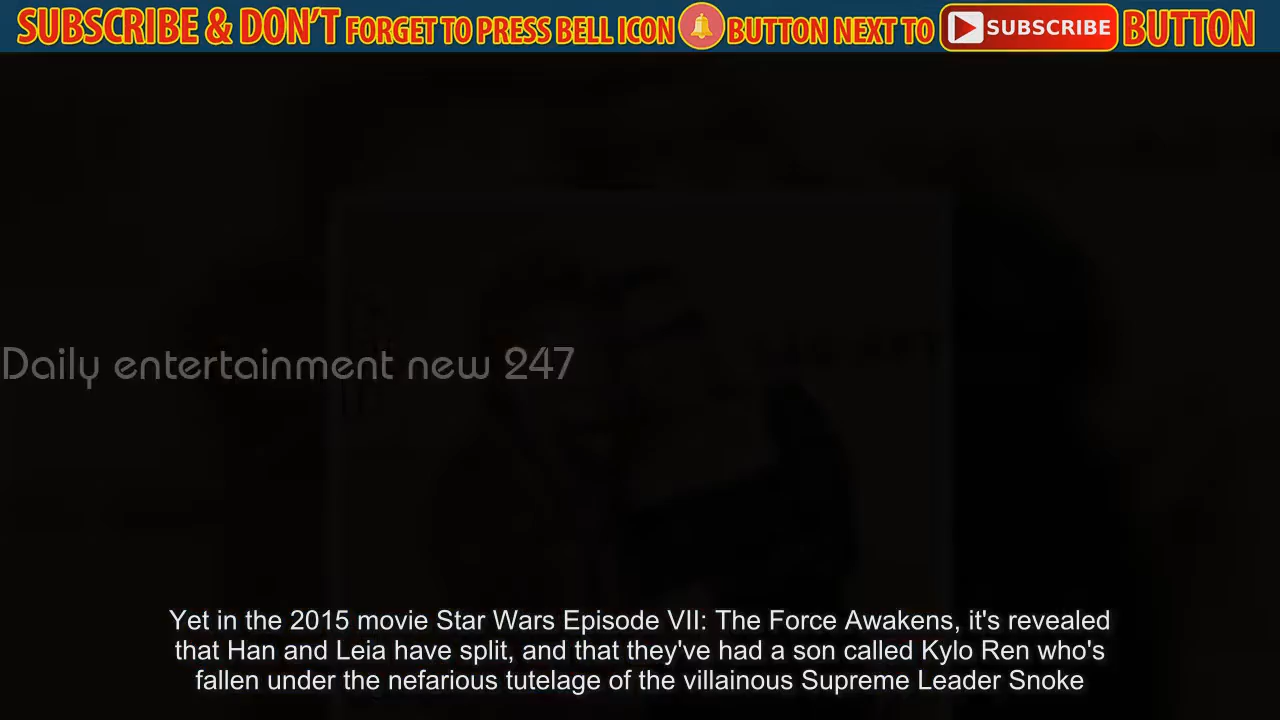 SUBSCRIBE & DON'T FORGET TO PRESS BELL ICON BUTTON NEXT TO SUBSCRIBE BUTTON
Daily entertainment new 247
Yet in the 2015 movie Star Wars Episode VII: The Force Awakens, it's revealed
that Han and Leia have split, and that they've had a son called Kylo Ren who's
fallen under the nefarious tutelage of the villainous Supreme Leader Snoke